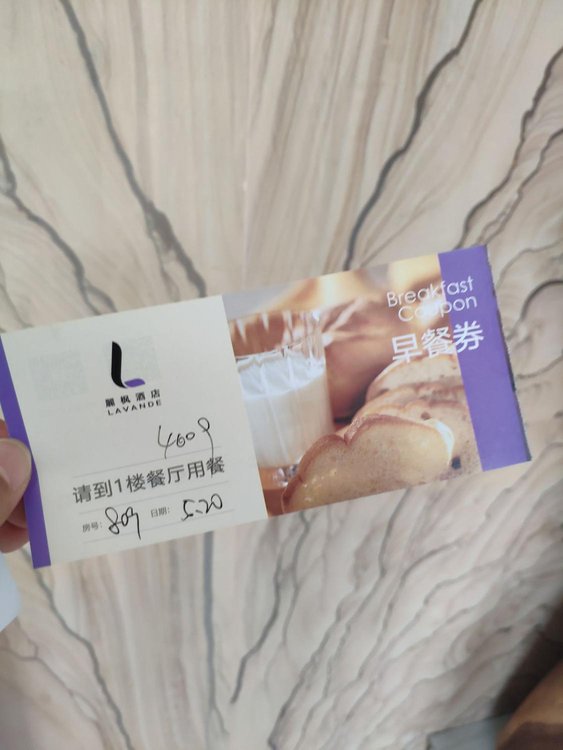 麗枫酒店
LAVANDE
4609
请到1楼餐厅用餐
房号: 809 日期: 5.20
Breakfast
Coupon
早餐券